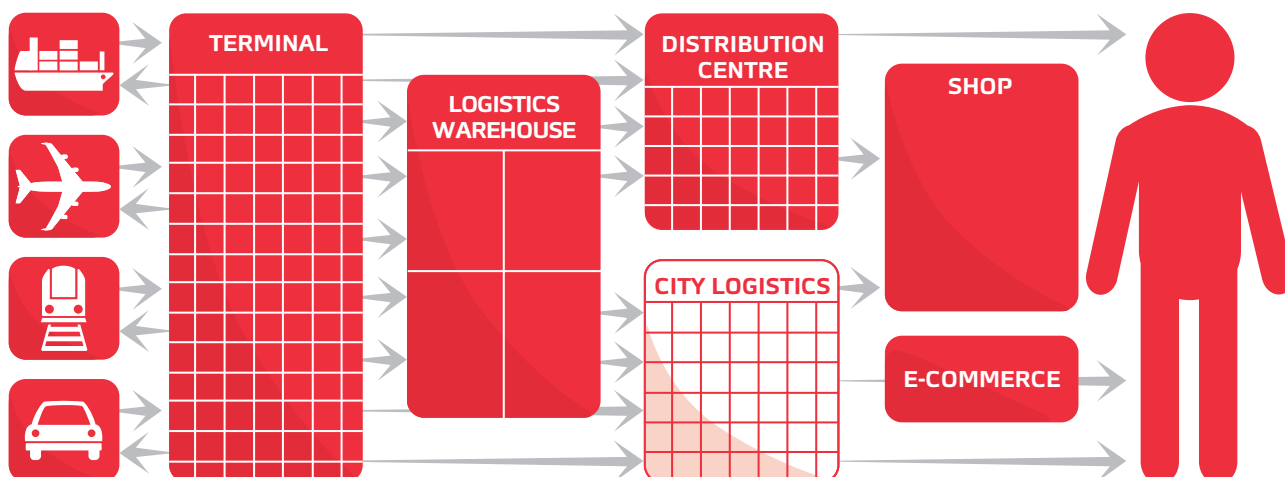 TERMINAL
LOGISTICS
WAREHOUSE
DISTRIBUTION
CENTRE
CITY LOGISTICS
SHOP
E-COMMERCE